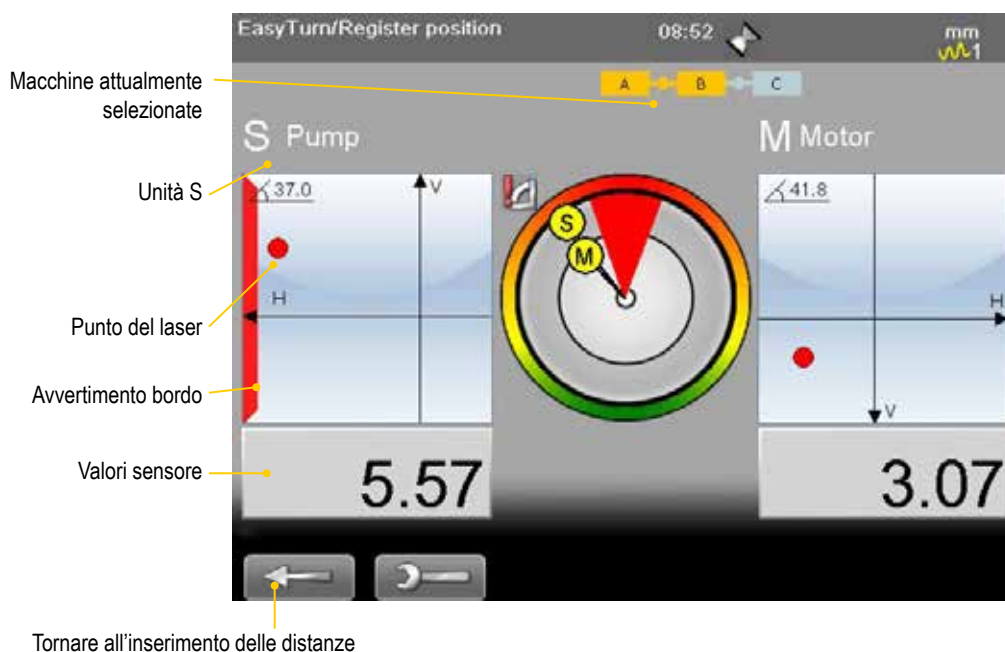 EasyTurn/Register position
08:52
mm
1
Macchine attualmente
selezionate
A B C
S Pump
M Motor
Unità S
37.0
V
41.8
S
M
H
H
Punto del laser
Avvertimento bordo
V
Valori sensore
5.57
3.07
Tornare all'inserimento delle distanze